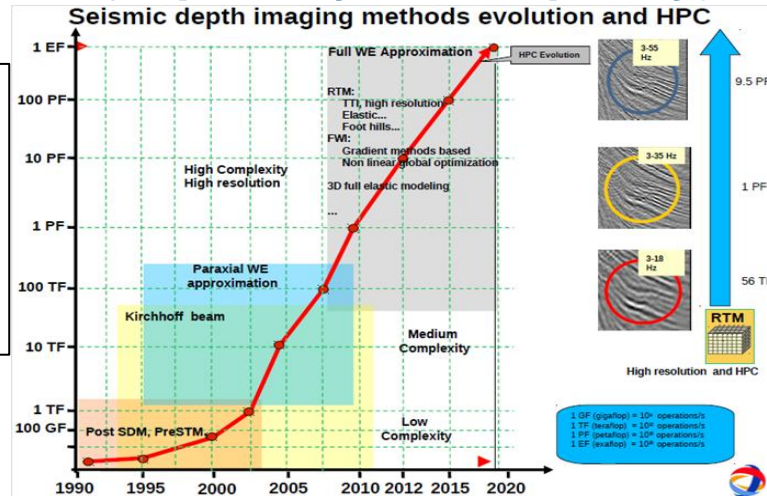 Seismic depth imaging methods evolution and HPC
1 EF
100 PF
10 PF
1 PF
100 TF
10 TF
1 TF
100 GF
Full WE Approximation
HPC Evolution
RTM:
TTI, high resolution
Elastic...
Foot hills...
FWI:
Gradient methods based
Non linear global optimization
3D full elastic modeling
...
High Complexity
High resolution
Paraxial WE
approximation
Kirchhoff beam
Medium
Complexity
Post SDM, PreSTM
Low
Complexity
1990
1995
2000
2005
2010
2012
2015
2020
3-55
Hz
3-35 Hz
3-18
Hz
9.5 PF
1 PF
56 TF
RTM
High resolution and HPC
1 GF (gigaflop) = 10 operations/s
1 TF (teraflop) = 10 operations/s
1 PF (petaflop) = 10 operations/s
1 EF (exaflop) = 10 operations/s